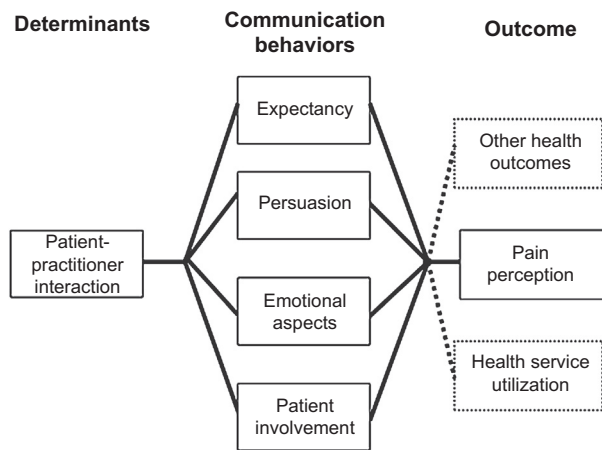 Determinants
Communication
behaviors
Outcome
Expectancy
Persuasion
Emotional
aspects
Patient
involvement
Patient-
practitioner
interaction
Other health
outcomes
Pain
perception
Health service
utilization